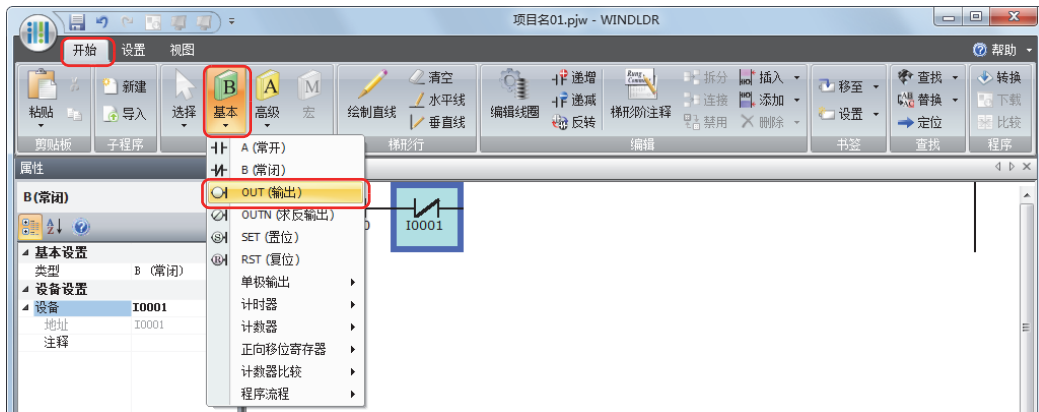 项目名01.pjw - WINDLDR
开始 设置 视图 帮助
粘贴
剪贴板
新建
导入
子程序
选择
B 基本
A 高级
M 宏
绘制直线
清空
水平线
垂直线
梯形行
编辑线圈
递增
递减
反转
Rung Comment
梯形阶注释
拆分
连接
禁用
插入
添加
删除
编辑
移至
设置
书签
查找
替换
定位
查找
转换
下载
比较
程序
属性
B(常闭)
基本设置
类型 B (常闭)
设备设置
设备 I0001
地址 I0001
注释
A (常开)
B (常闭)
OUT (输出)
OUTN (求反输出)
SET (置位)
RST (复位)
单极输出
计时器
计数器
正向移位寄存器
计数器比较
程序流程
I0001